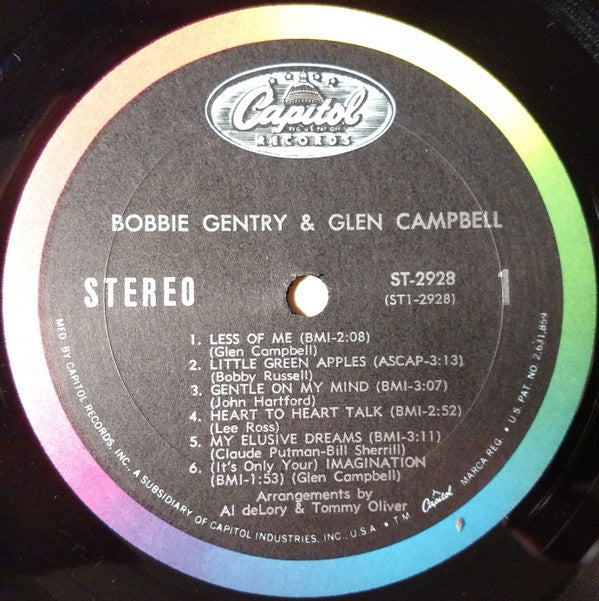 Capitol
REG. U.S. PAT. OFF.
RECORDS
BOBBIE GENTRY & GLEN CAMPBELL
STEREO
ST-2928
(ST1-2928)
1
1. LESS OF ME (BMI-2:08)
(Glen Campbell)
2. LITTLE GREEN APPLES (ASCAP-3:13)
(Bobby Russell)
3. GENTLE ON MY MIND (BMI-3:07)
(John Hartford)
4. HEART TO HEART TALK (BMI-2:52)
(Lee Ross)
5. MY ELUSIVE DREAMS (BMI-3:11)
(Claude Putman-Bill Sherrill)
6. (It's Only Your) IMAGINATION
(BMI-1:53) (Glen Campbell)
Arrangements by
Al deLory & Tommy Oliver
MFD. BY CAPITOL RECORDS, INC. A SUBSIDIARY OF CAPITOL INDUSTRIES, INC., U.S.A. • T.M. Capitol MARCA REG. • U.S. PAT. NO. 2,631,859